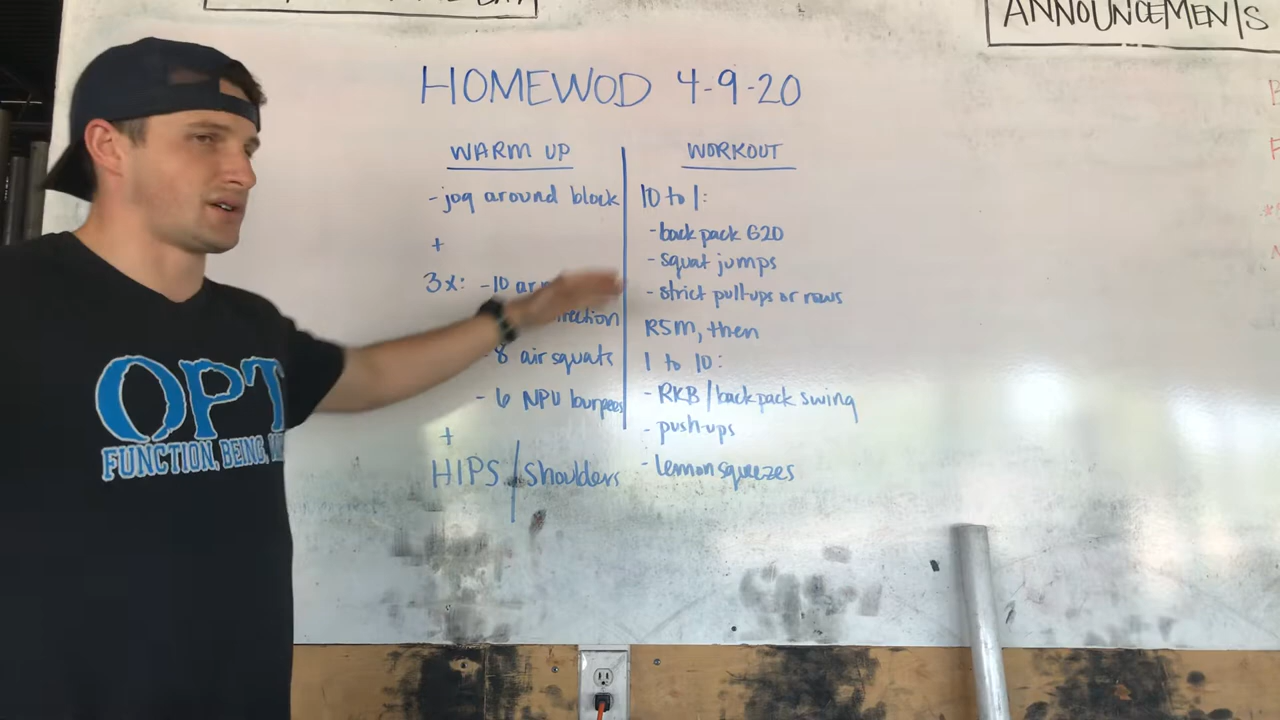 ANNOUNCEMENTS
HOMEWOD 4-9-20
WARM UP
- jog around block
+
3x: - 10
- 8 air squats
- 6 NPU burpees
+
HIPS / shoulders
WORKOUT
10 to 1:
- backpack G2O
- squat jumps
- strict pull-ups or rows
R5M, then
1 to 10:
- RKB / backpack swing
- push-ups
- lemon squeezes
OPT
FUNCTION, BEING,